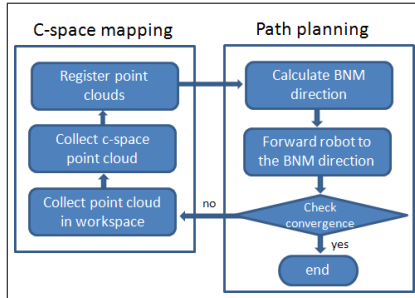 C-space mapping
Path planning
Register point
clouds
Collect c-space
point cloud
Collect point cloud
in workspace
Calculate BNM
direction
Forward robot to
the BNM direction
Check
convergence
no
yes
end